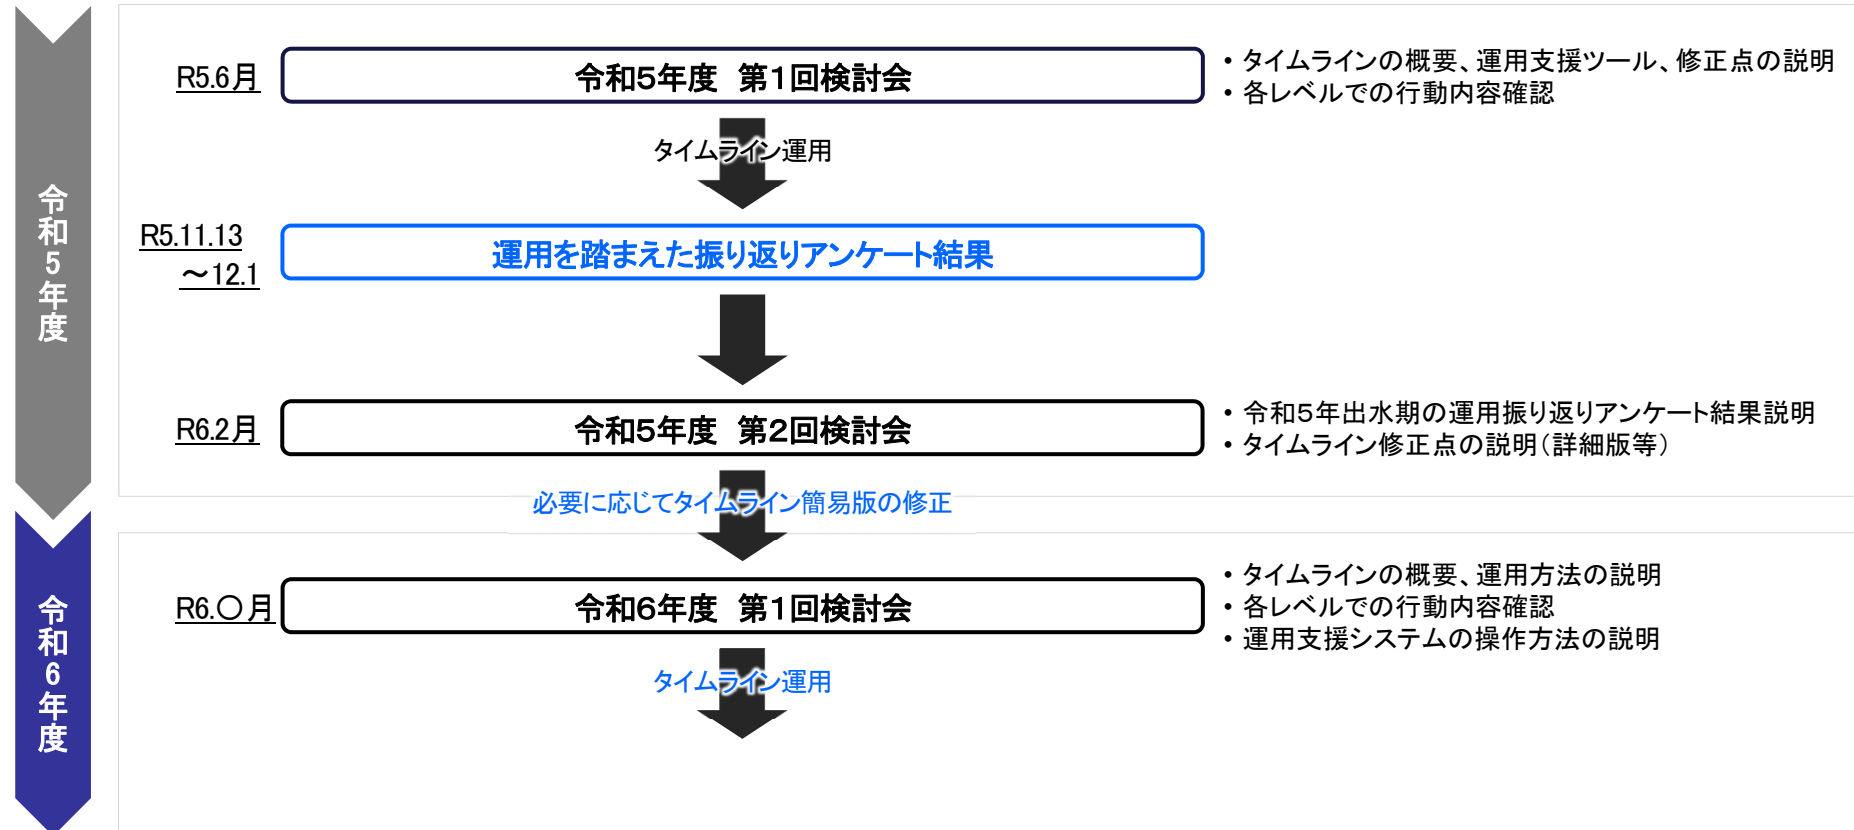 令和5年度
R5.6月
令和5年度 第1回検討会
・タイムラインの概要、運用支援ツール、修正点の説明
・各レベルでの行動内容確認
タイムライン運用
R5.11.13
～12.1
運用を踏まえた振り返りアンケート結果
R6.2月
令和5年度 第2回検討会
・令和5年出水期の運用振り返りアンケート結果説明
・タイムライン修正点の説明（詳細版等）
必要に応じてタイムライン簡易版の修正
令和6年度
R6.〇月
令和6年度 第1回検討会
・タイムラインの概要、運用方法の説明
・各レベルでの行動内容確認
・運用支援システムの操作方法の説明
タイムライン運用